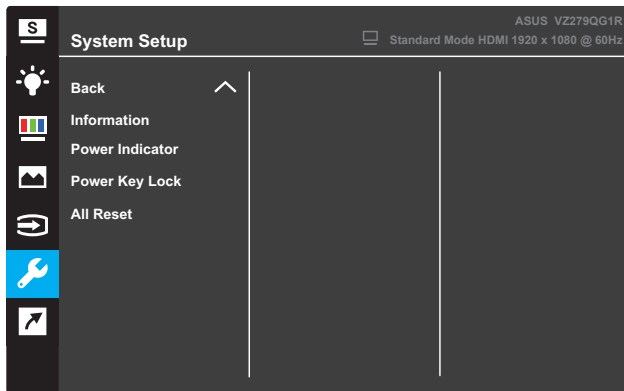 S
ASUS VZ279QG1R
System Setup
Standard Mode HDMI 1920 x 1080 @ 60Hz
Back
Information
Power Indicator
Power Key Lock
All Reset